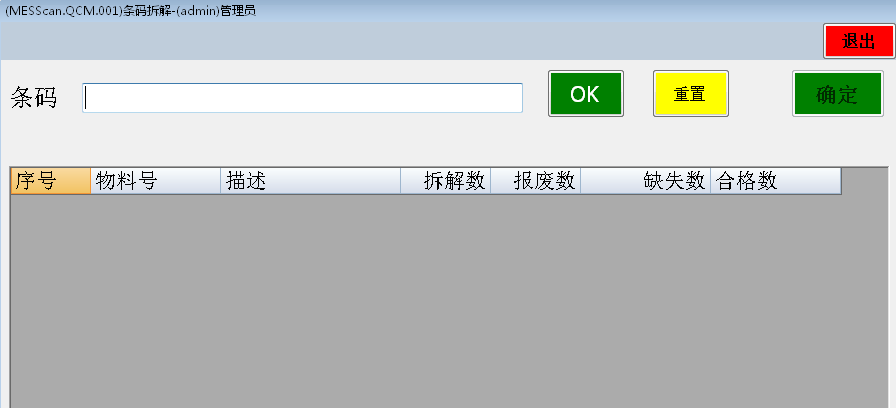 (MESScan.QCM.001)条码拆解-(admin)管理员
退出
条码 OK 重置 确定
序号 物料号 描述 拆解数 报废数 缺失数 合格数